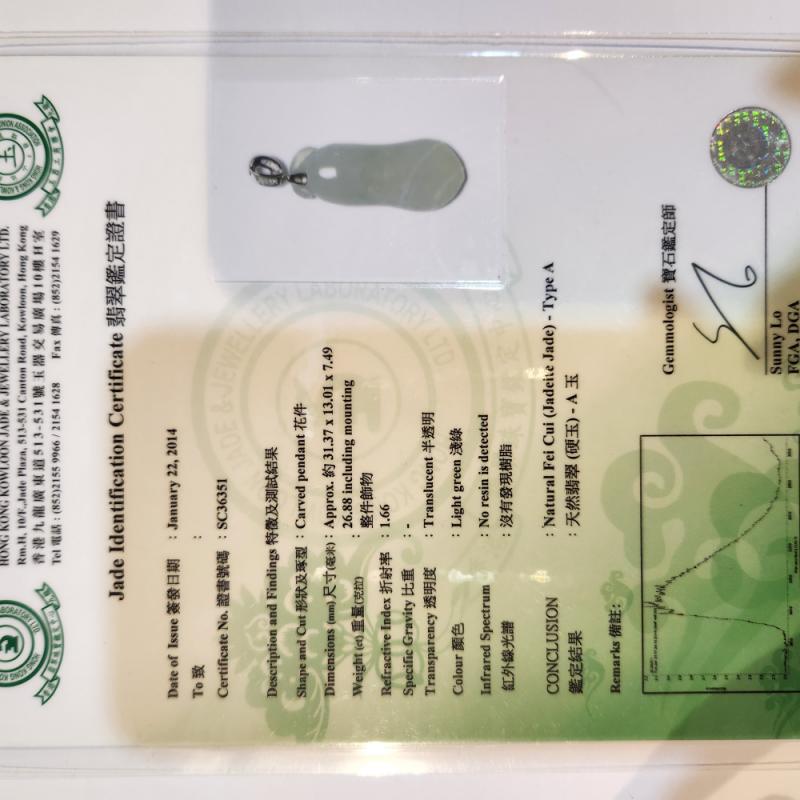 HONG KONG KOWLOON JADE & JEWELLERY LABORATORY LTD.
Rm.H, 10/F., Jade Plaza, 513-531 Canton Road, Kowloon, Hong Kong
香港九龍廣東道513-531號玉器交易廣場10樓H室
Tel 電話 : (852)2155 9966 / 2154 1628 Fax 傳真 : (852)2154 1629
Jade Identification Certificate 翡翠鑑定證書
Date of Issue 簽發日期 : January 22, 2014
To 致 :
Certificate No. 證書號碼 : SC36351
Description and Findings 特徵及測試結果
Shape and Cut 形狀及琢型 : Carved pendant 花件
Dimensions (mm) 尺寸(毫米) : Approx. 約 31.37 x 13.01 x 7.49
Weight (ct) 重量(克拉) : 26.88 including mounting
整件飾物
Refractive Index 折射率 : 1.66
Specific Gravity 比重 : -
Transparency 透明度 : Translucent 半透明
Colour 顏色 : Light green 淺綠
Infrared Spectrum : No resin is detected
紅外線光譜 : 沒有發現樹脂
CONCLUSION : Natural Fei Cui (Jadeite Jade) - Type A
鑑定結果 : 天然翡翠 (硬玉) - A 玉
Remarks 備註:
Gemmologist 寶石鑑定師
Sunny Lo
FGA, DGA